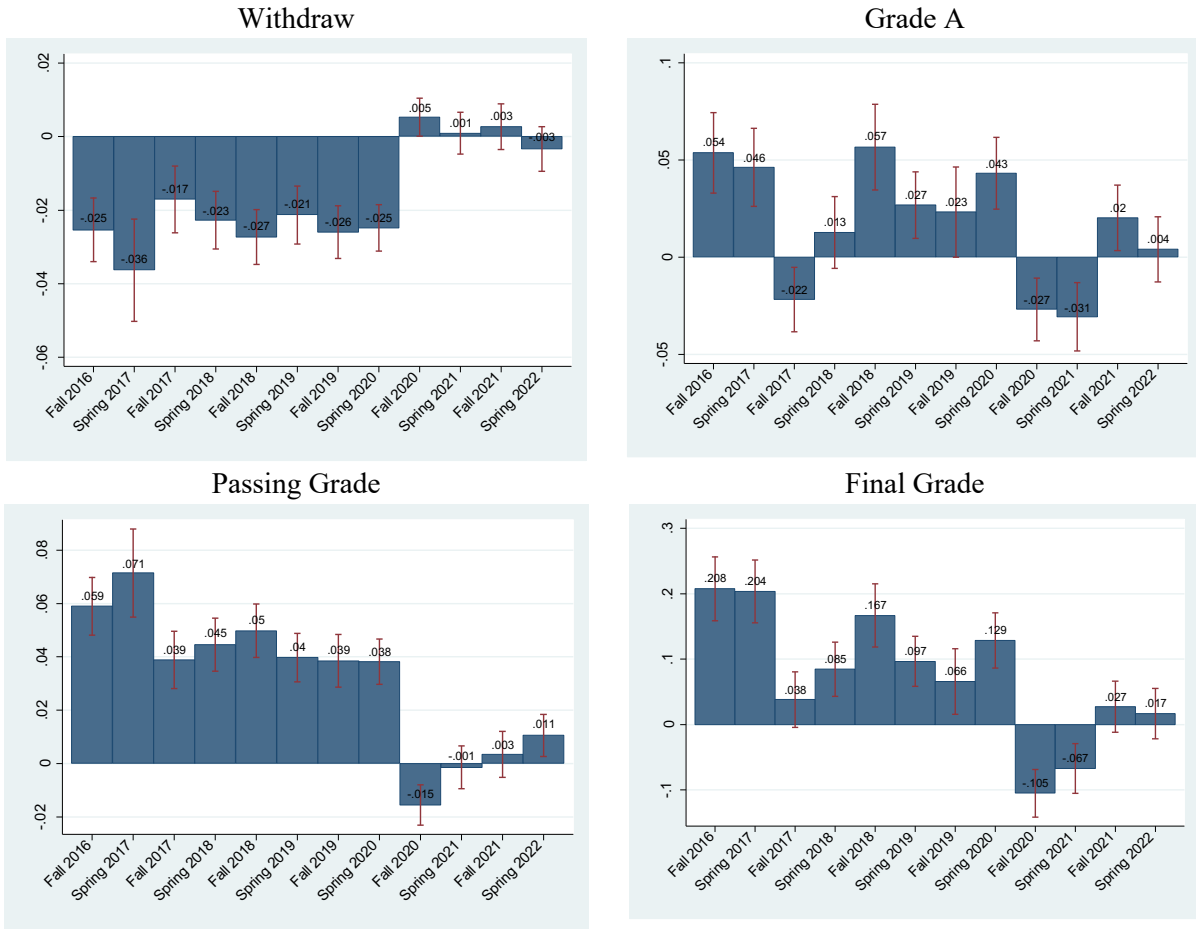 Withdraw
.02
0
-.02
-.04
-.06
-.025
-.036
-.017
-.023
-.027
-.021
-.026
-.025
.005
.001
.003
-.003
Fall 2016
Spring 2017
Fall 2017
Spring 2018
Fall 2018
Spring 2019
Fall 2019
Spring 2020
Fall 2020
Spring 2021
Fall 2021
Spring 2022
Grade A
.1
.05
0
-.05
.054
.046
-.022
.013
.057
.027
.023
.043
-.027
-.031
.02
.004
Fall 2016
Spring 2017
Fall 2017
Spring 2018
Fall 2018
Spring 2019
Fall 2019
Spring 2020
Fall 2020
Spring 2021
Fall 2021
Spring 2022
Passing Grade
.08
.06
.04
.02
0
-.02
.059
.071
.039
.045
.05
.04
.039
.038
-.015
-.001
.003
.011
Fall 2016
Spring 2017
Fall 2017
Spring 2018
Fall 2018
Spring 2019
Fall 2019
Spring 2020
Fall 2020
Spring 2021
Fall 2021
Spring 2022
Final Grade
.3
.2
.1
0
-.1
.208
.204
.038
.085
.167
.097
.066
.129
-.105
-.067
.027
.017
Fall 2016
Spring 2017
Fall 2017
Spring 2018
Fall 2018
Spring 2019
Fall 2019
Spring 2020
Fall 2020
Spring 2021
Fall 2021
Spring 2022